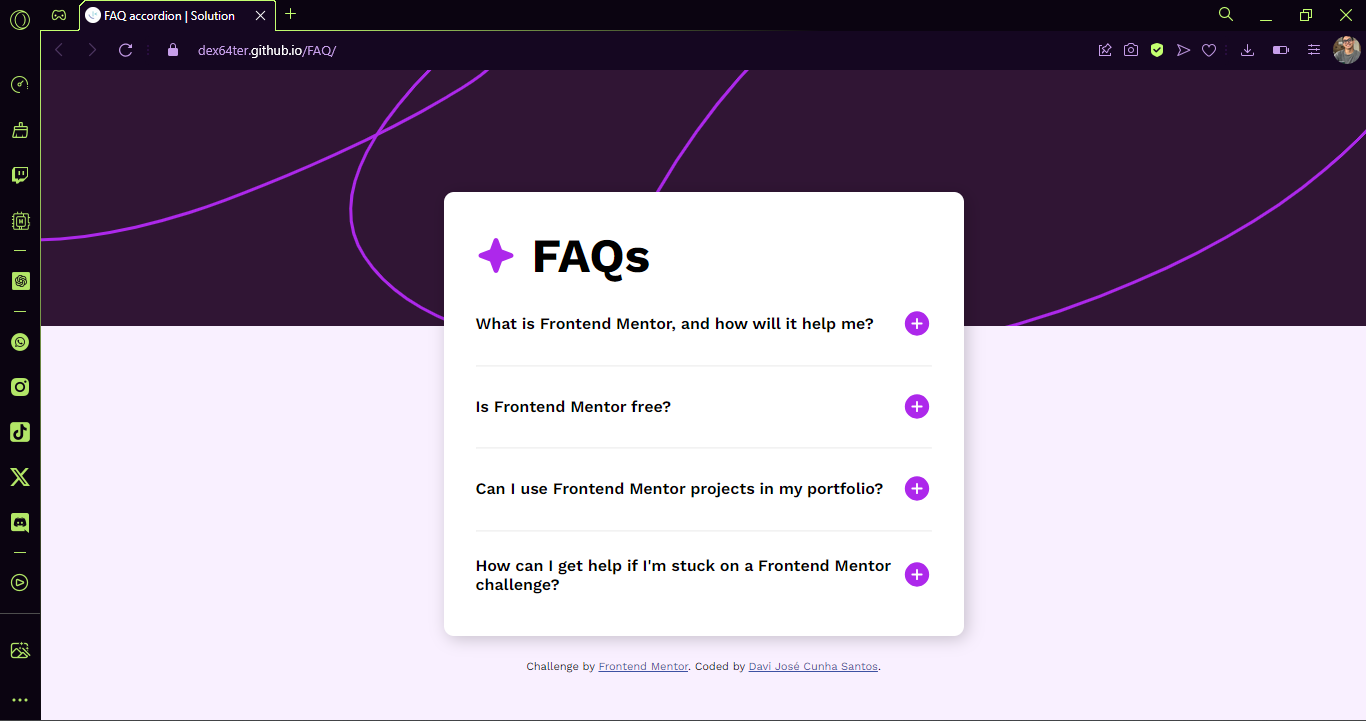 FAQ accordion | Solution
dex64ter.github.io/FAQ/
FAQs
What is Frontend Mentor, and how will it help me?
Is Frontend Mentor free?
Can I use Frontend Mentor projects in my portfolio?
How can I get help if I'm stuck on a Frontend Mentor
challenge?
Challenge by Frontend Mentor. Coded by Davi José Cunha Santos.